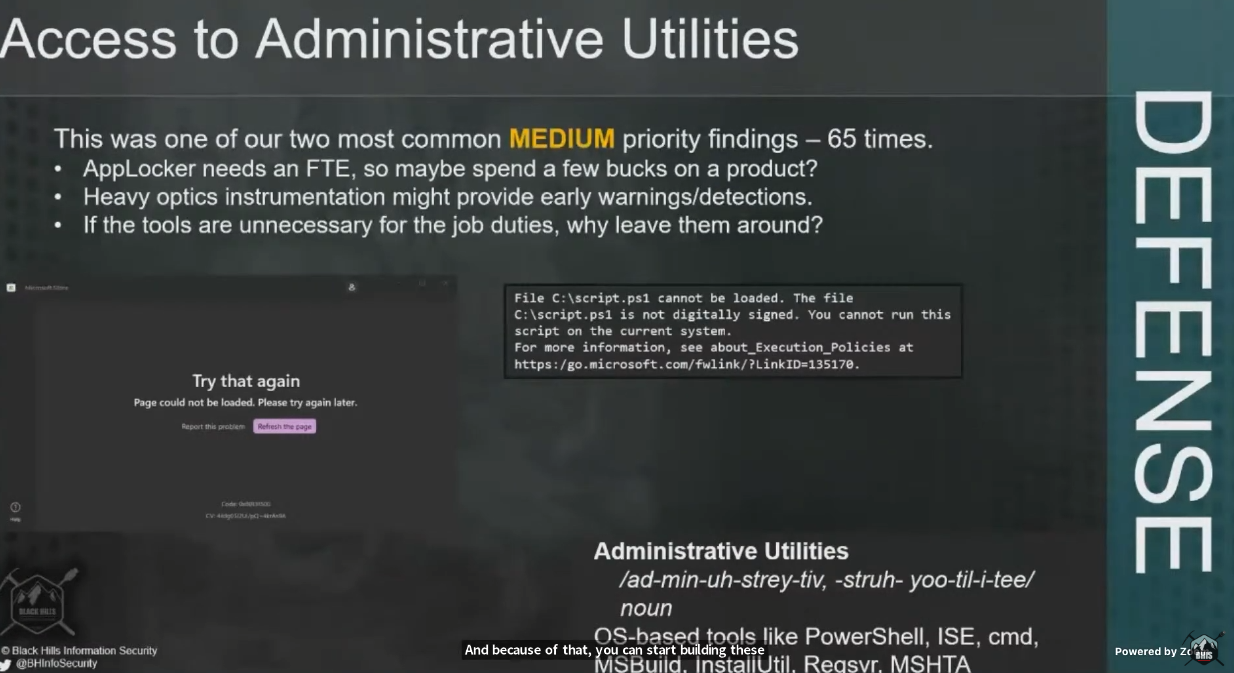 Access to Administrative Utilities
This was one of our two most common MEDIUM priority findings – 65 times.
• AppLocker needs an FTE, so maybe spend a few bucks on a product?
• Heavy optics instrumentation might provide early warnings/detections.
• If the tools are unnecessary for the job duties, why leave them around?
DEFENSE
Microsoft Store
Try that again
Page could not be loaded. Please try again later.
Report this problem Refresh the page
Code:
CV:
Help
File C:\script.ps1 cannot be loaded. The file
C:\script.ps1 is not digitally signed. You cannot run this
script on the current system.
For more information, see about_Execution_Policies at
https:/go.microsoft.com/fwlink/?LinkID=135170.
Administrative Utilities
/ad-min-uh-strey-tiv, -struh- yoo-til-i-tee/
noun
OS-based tools like PowerShell, ISE, cmd,
MSBuild, InstallUtil, Regsvr, MSHTA
And because of that, you can start building these
BLACK HILLS
© Black Hills Information Security
@BHInfoSecurity
Powered by
BHIS